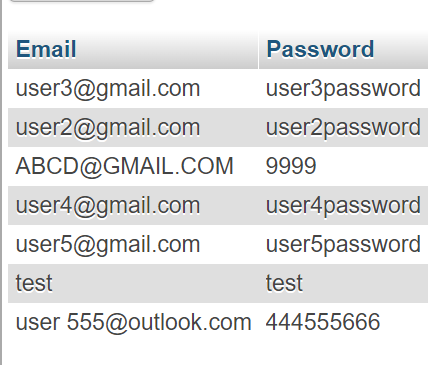 Email Password
user3@gmail.com user3password
user2@gmail.com user2password
ABCD@GMAIL.COM 9999
user4@gmail.com user4password
user5@gmail.com user5password
test test
user 555@outlook.com 444555666